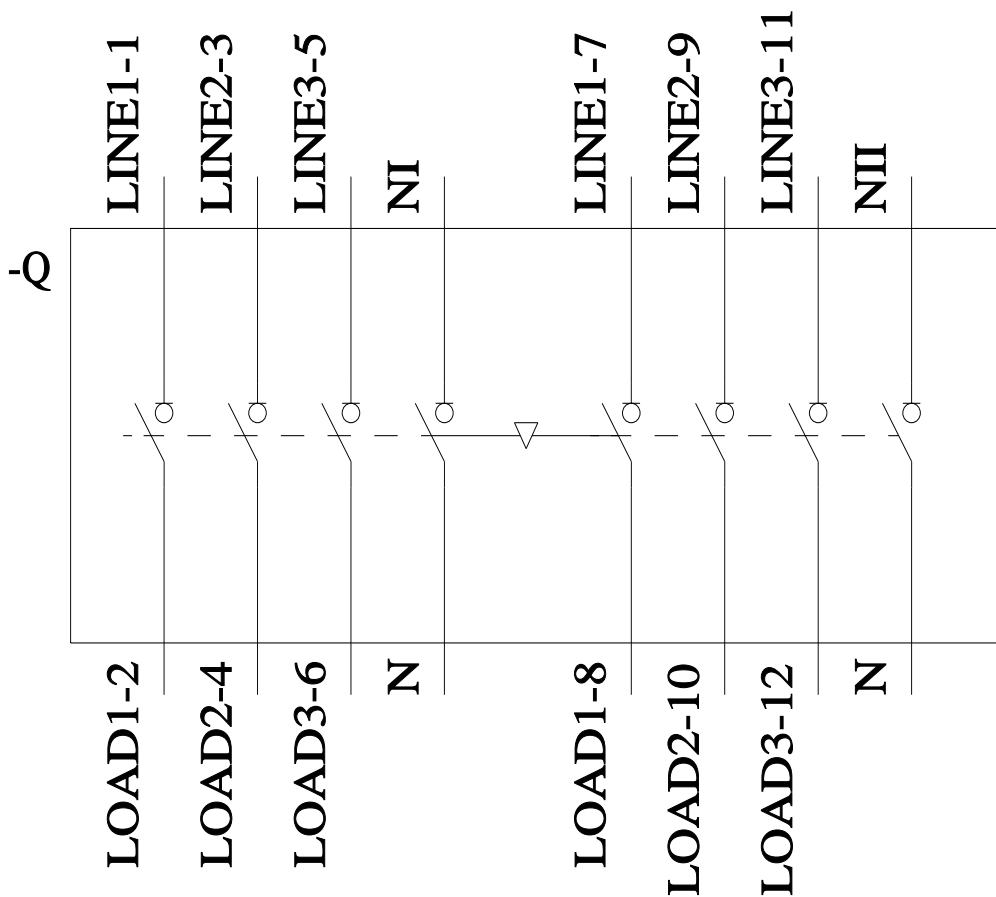 LINE1-1
LINE2-3
LINE3-5
NI
LINE1-7
LINE2-9
LINE3-11
NII
-Q
LOAD1-2
LOAD2-4
LOAD3-6
N
LOAD1-8
LOAD2-10
LOAD3-12
N